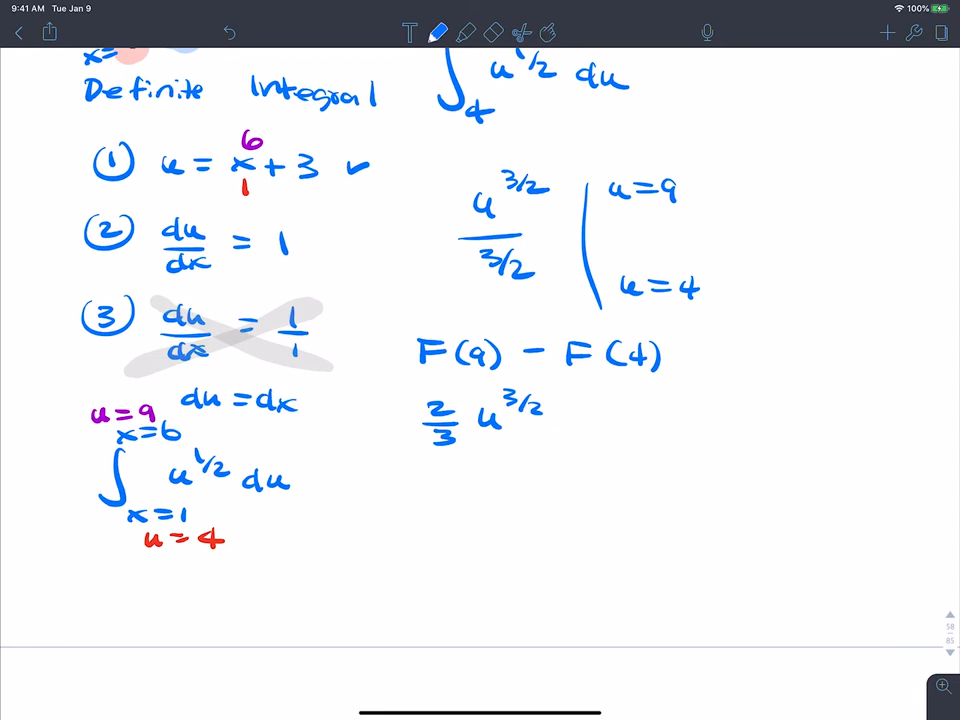 9:41 AM Tue Jan 9
100%
x=
Definite Integral
① u = x + 3 ✓
6
1
② du/dx = 1
③ du/dx = 1/1
du = dx
u = 9
x = 6
∫ u^1/2 du
x = 1
u = 4
∫ u^1/2 du
4
u^3/2 / 3/2 | u = 9
u = 4
F(9) − F(4)
2/3 u^3/2
58
85